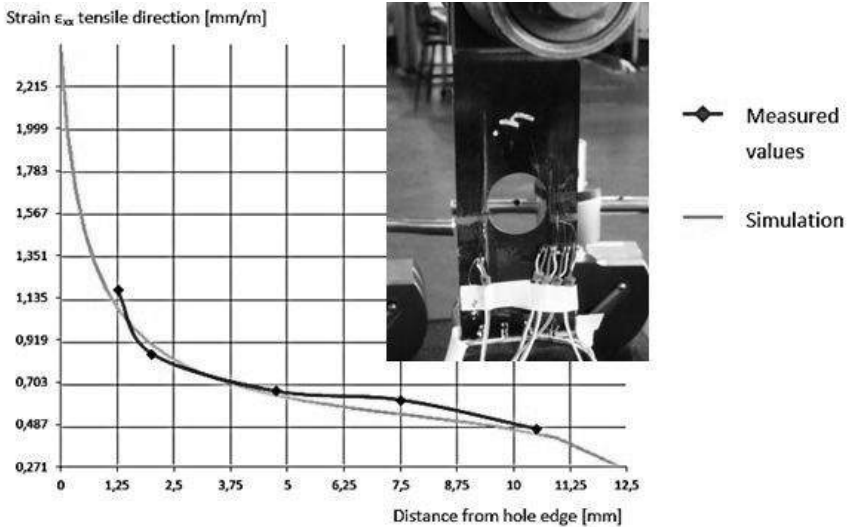 Strain εxx tensile direction [mm/m]
2,215
1,999
1,783
1,567
1,351
1,135
0,919
0,703
0,487
0,271
0 1,25 2,5 3,75 5 6,25 7,5 8,75 10 11,25 12,5
Distance from hole edge [mm]
Measured
values
Simulation